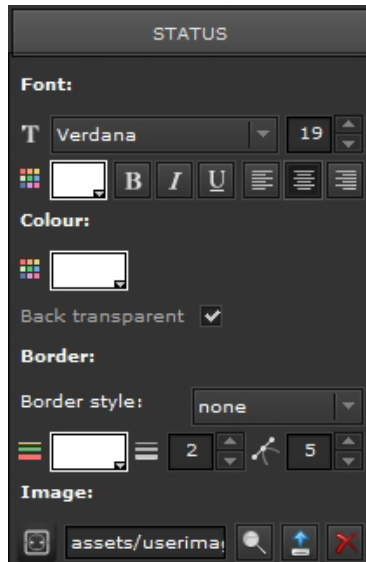 STATUS
Font:
T Verdana 19
B I U
Colour:
Back transparent
Border:
Border style: none
2 5
Image:
assets/userima